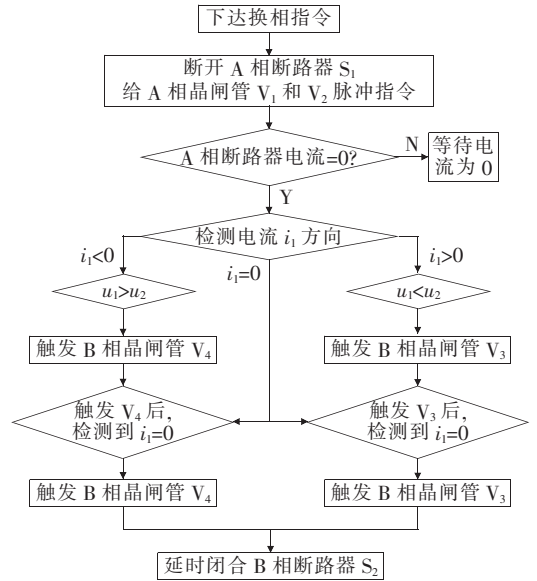 下达换相指令
断开 A 相断路器 S₁
给 A 相晶闸管 V₁ 和 V₂ 脉冲指令
A 相断路器电流=0?
N
等待电
流为 0
Y
检测电流 i₁ 方向
i₁<0
i₁=0
i₁>0
u₁>u₂
u₁<u₂
触发 B 相晶闸管 V₄
触发 B 相晶闸管 V₃
触发 V₄ 后,
检测到 i₁=0
触发 V₃ 后,
检测到 i₁=0
触发 B 相晶闸管 V₄
触发 B 相晶闸管 V₃
延时闭合 B 相断路器 S₂